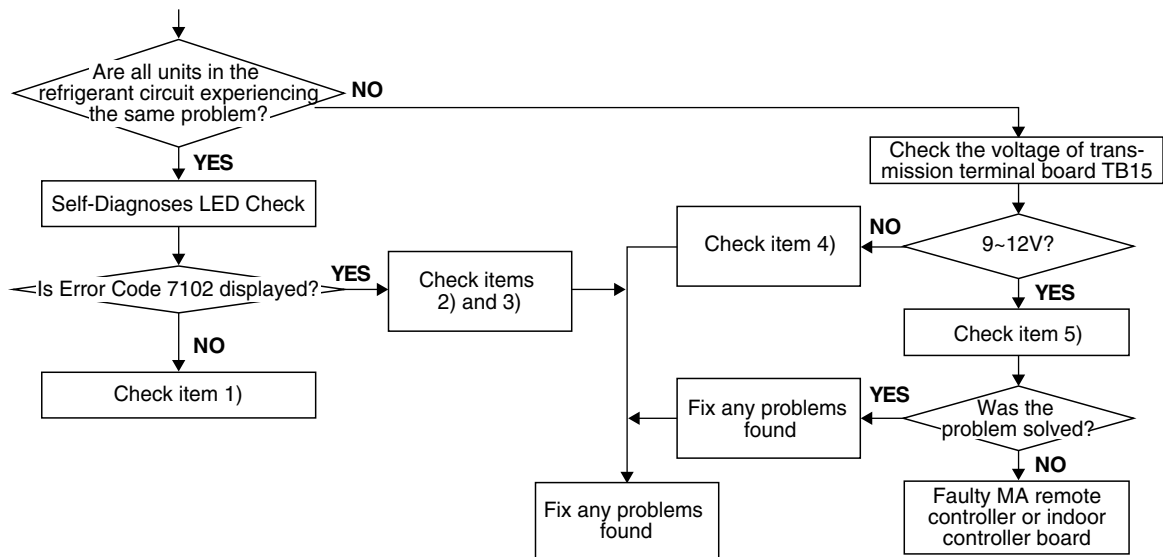 Are all units in the
refrigerant circuit experiencing
the same problem?
NO
YES
Self-Diagnoses LED Check
Is Error Code 7102 displayed?
YES
Check items
2) and 3)
NO
Check item 1)
Check the voltage of trans-
mission terminal board TB15
9~12V?
NO
Check item 4)
YES
Check item 5)
Was the
problem solved?
YES
Fix any problems
found
NO
Faulty MA remote
controller or indoor
controller board
Fix any problems
found